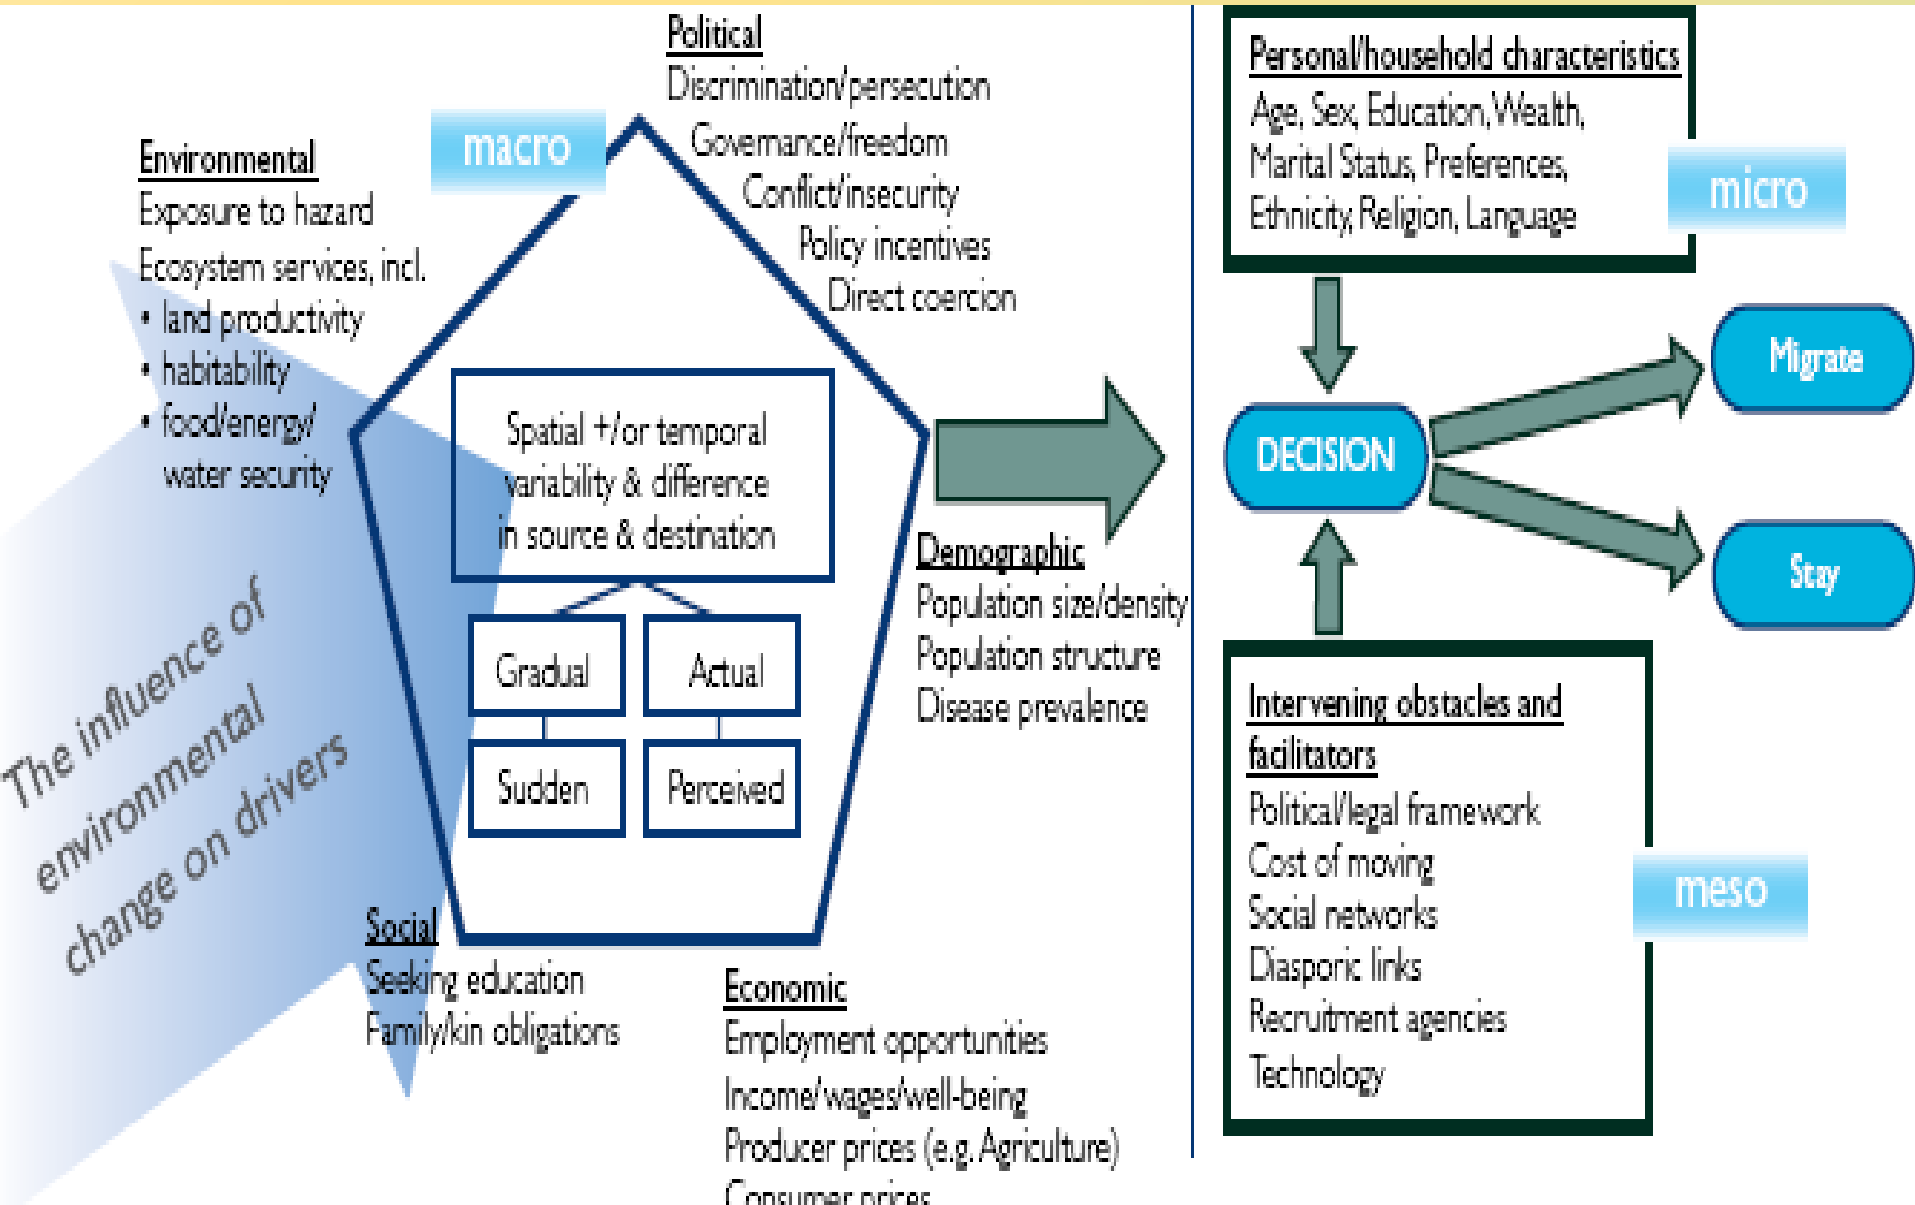 Political
Discrimination/persecution
Governance/freedom
Conflict/insecurity
Policy incentives
Direct coercion
macro
Environmental
Exposure to hazard
Ecosystem services, incl.
• land productivity
• habitability
• food/energy/
water security
Spatial +/or temporal
variability & difference
in source & destination
Gradual
Actual
Sudden
Perceived
The influence of
environmental
change on drivers
Demographic
Population size/density
Population structure
Disease prevalence
Social
Seeking education
Family/kin obligations
Economic
Employment opportunities
Income/wages/well-being
Producer prices (e.g. Agriculture)
Consumer prices
Personal/household characteristics
Age, Sex, Education, Wealth,
Marital Status, Preferences,
Ethnicity, Religion, Language
micro
DECISION
Migrate
Stay
Intervening obstacles and
facilitators
Political/legal framework
Cost of moving
Social networks
Diasporic links
Recruitment agencies
Technology
meso